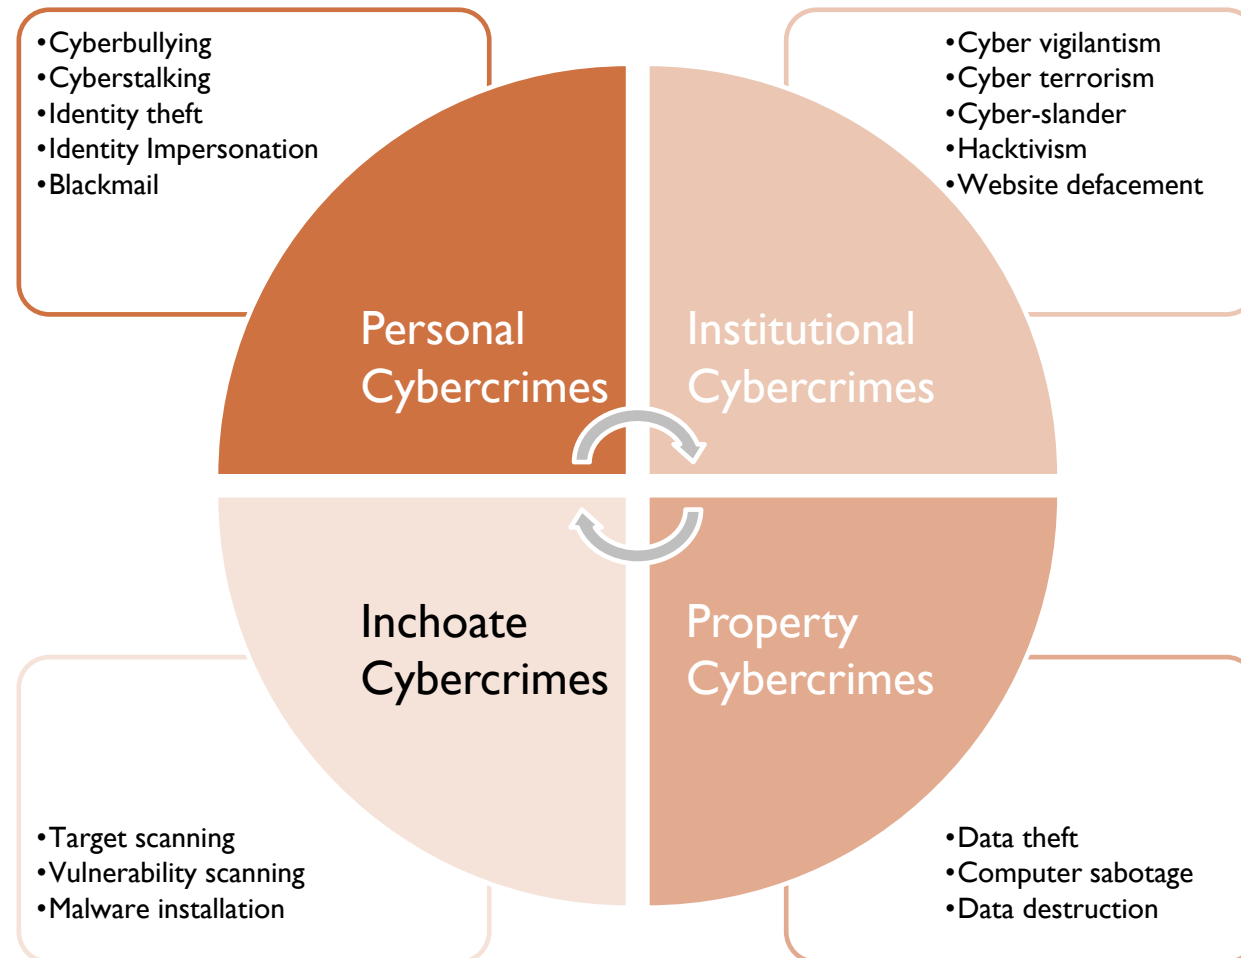 •Cyberbullying
•Cyberstalking
•Identity theft
•Identity Impersonation
•Blackmail
•Cyber vigilantism
•Cyber terrorism
•Cyber-slander
•Hacktivism
•Website defacement
Personal
Cybercrimes
Institutional
Cybercrimes
Inchoate
Cybercrimes
Property
Cybercrimes
•Target scanning
•Vulnerability scanning
•Malware installation
•Data theft
•Computer sabotage
•Data destruction